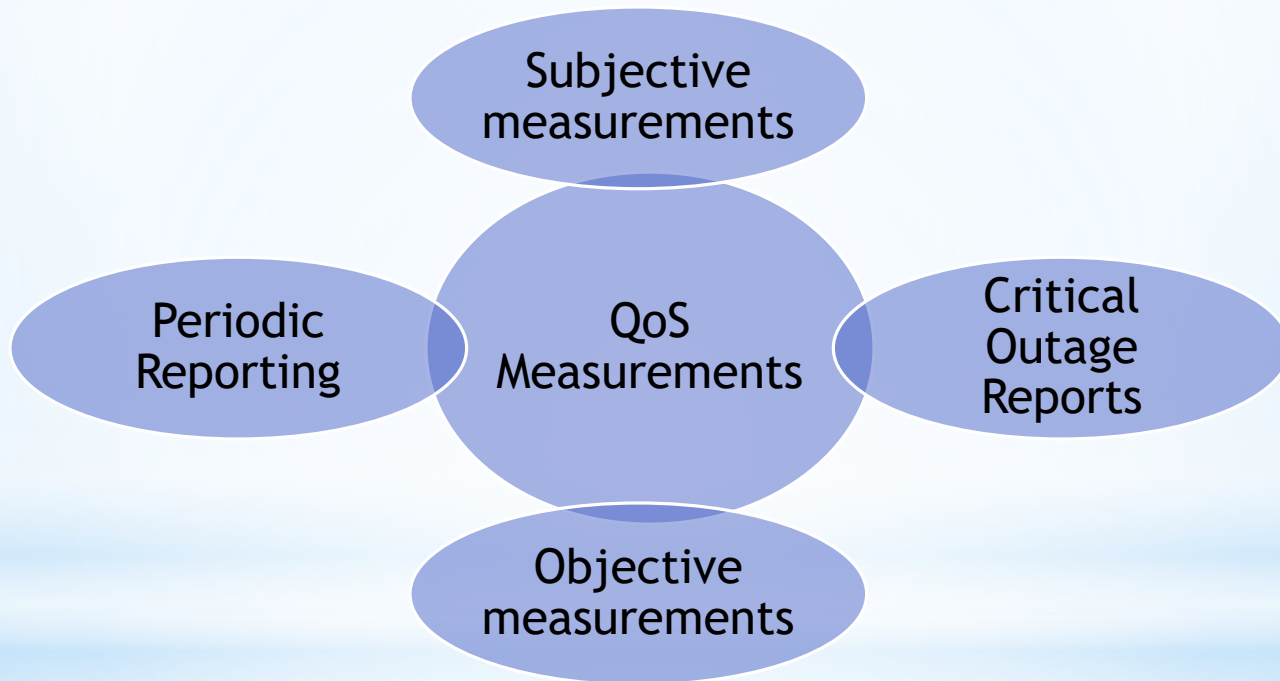 Subjective
measurements
Periodic
Reporting
QoS
Measurements
Critical
Outage
Reports
Objective
measurements